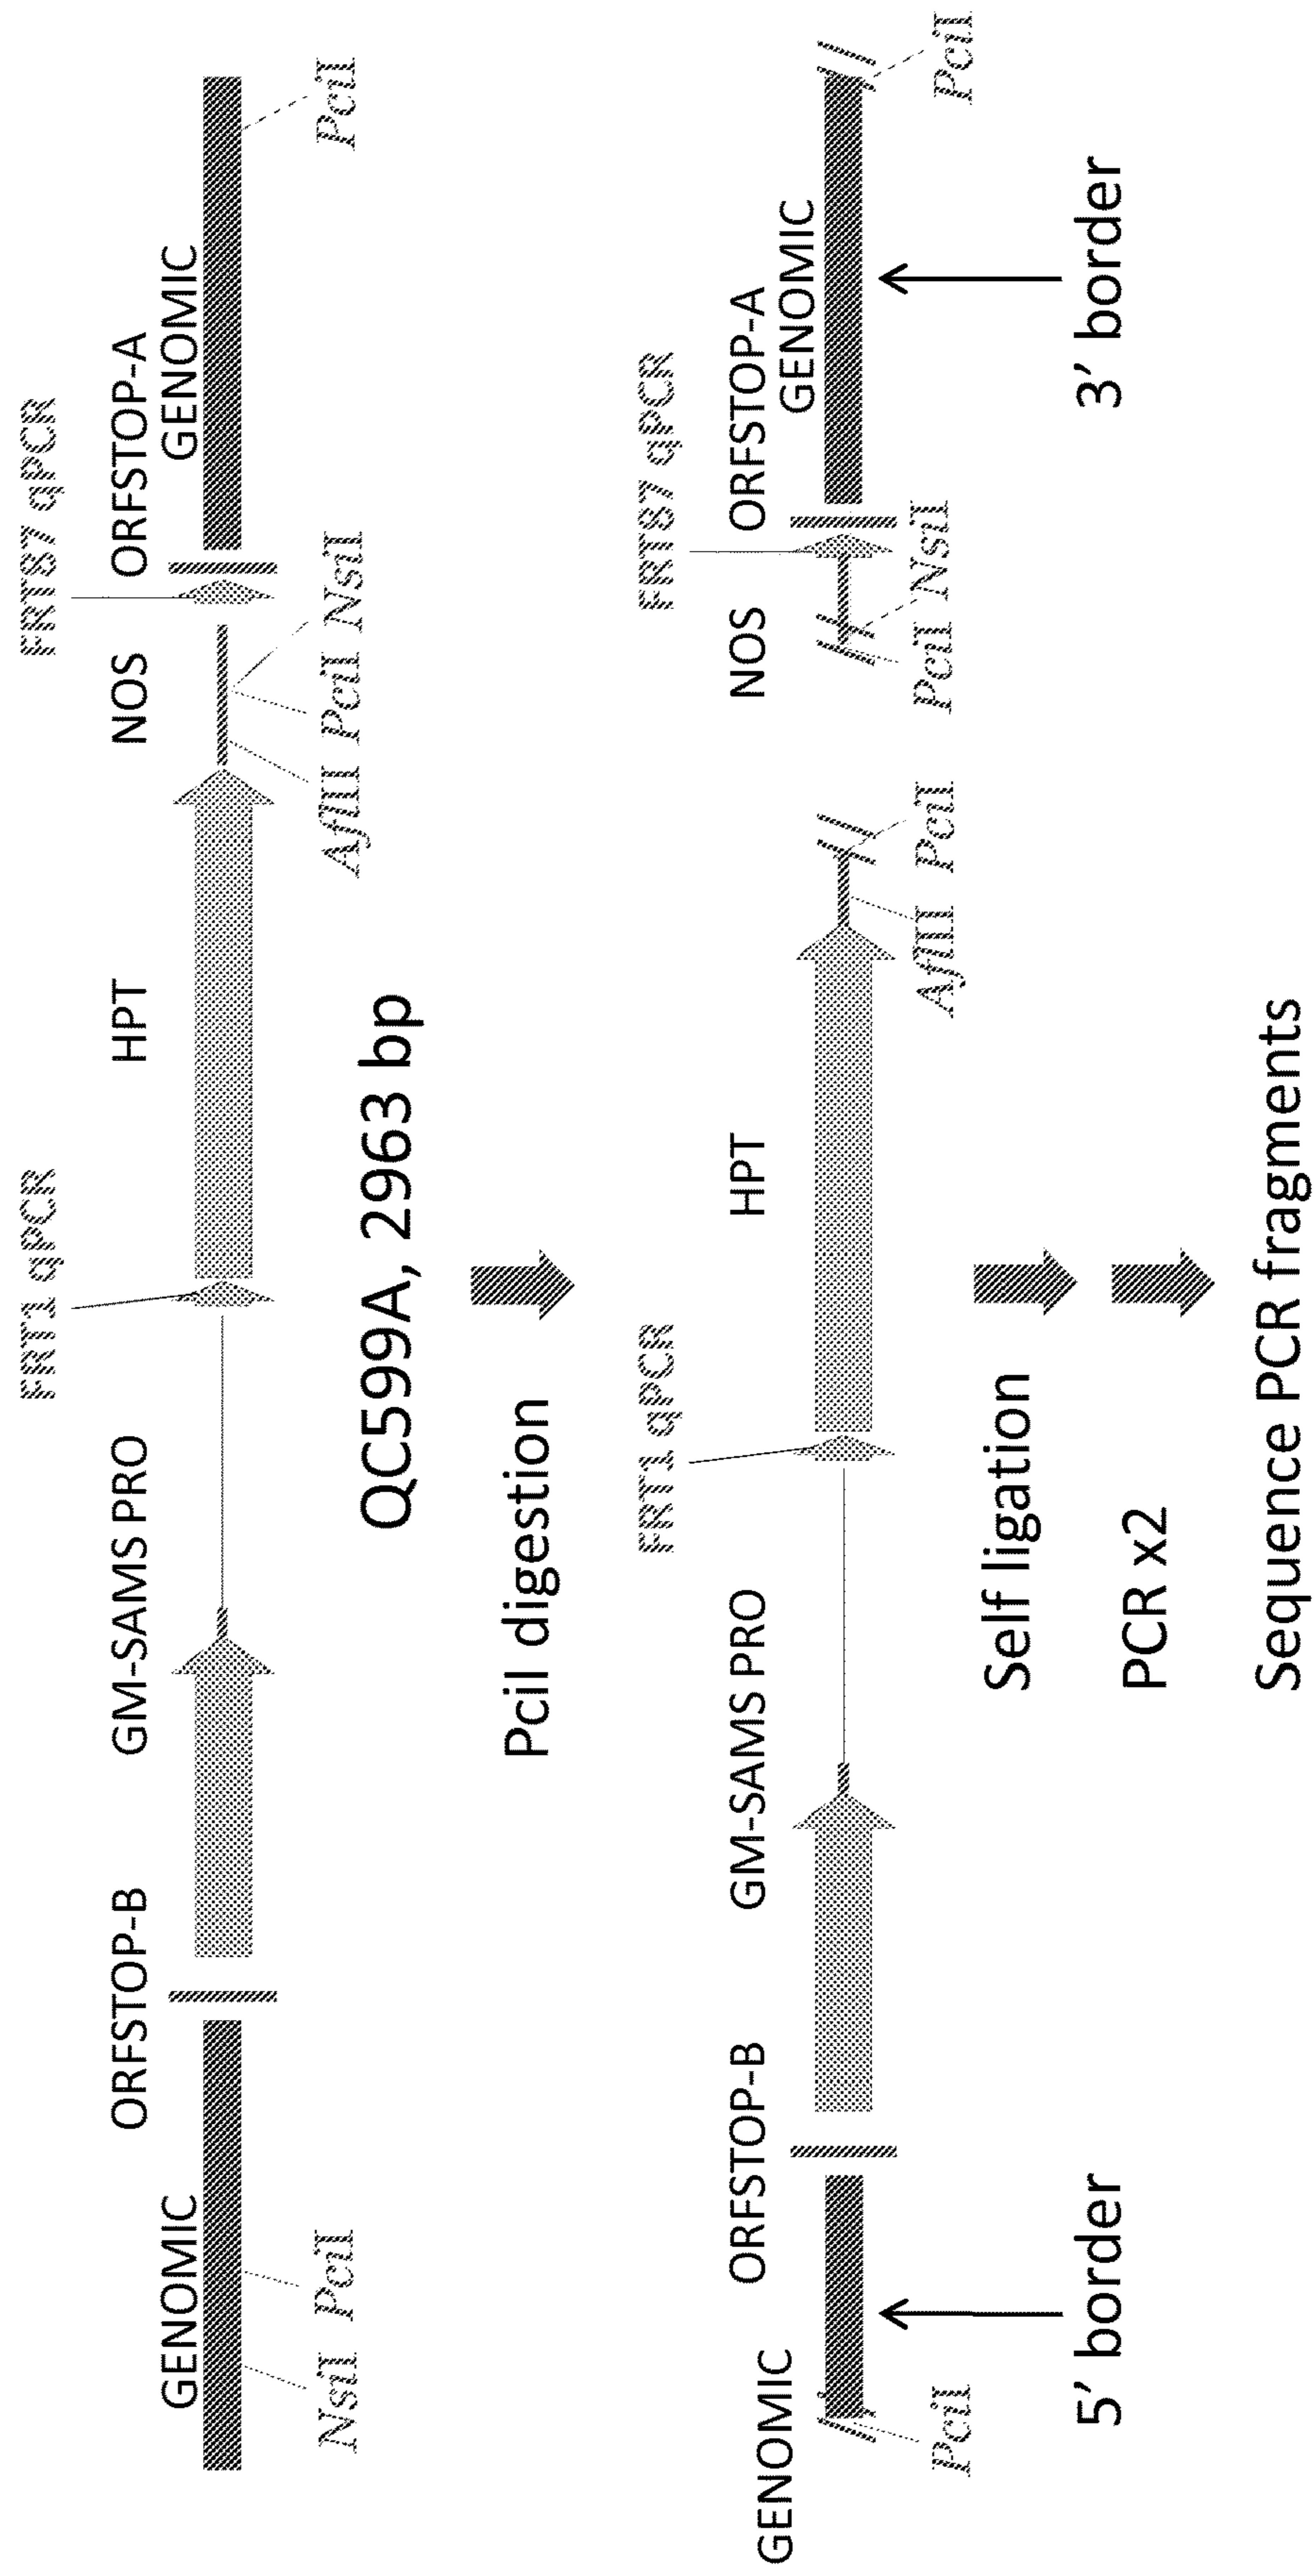 FRT1 qPCR
FRT87 qPCR
ORFSTOP-B
GM-SAMS PRO
HPT
NOS
ORFSTOP-A
GENOMIC
GENOMIC
NsiI
PciI
AflII
PciI
NsiI
PciI
QC599A, 2963 bp
PciI digestion
FRT1 qPCR
FRT87 qPCR
ORFSTOP-B
GM-SAMS PRO
HPT
NOS
ORFSTOP-A
GENOMIC
GENOMIC
PciI
AflII
PciI
PciI
NsiI
PciI
5’ border
3’ border
Self ligation
PCR x2
Sequence PCR fragments